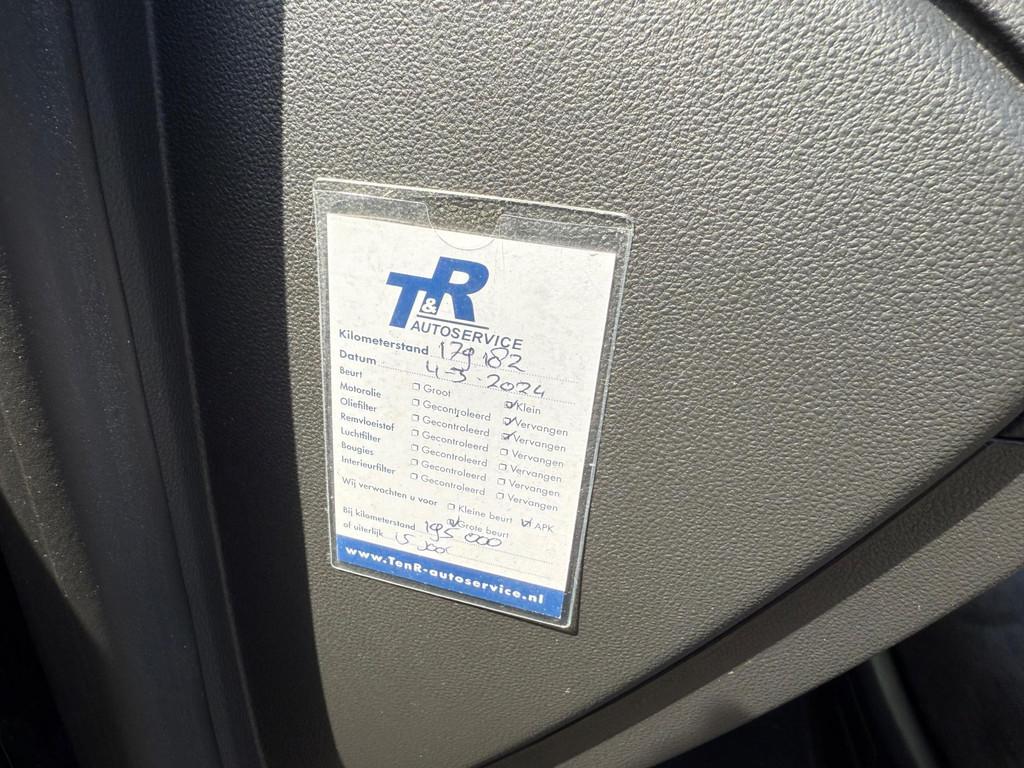 T&R
AUTOSERVICE
Kilometerstand 179182
Datum 4-3-2024
Beurt Groot Klein
Motorolie Gecontroleerd Vervangen
Oliefilter Gecontroleerd Vervangen
Remvloeistof Gecontroleerd Vervangen
Luchtfilter Gecontroleerd Vervangen
Bougies Gecontroleerd Vervangen
Interieurfilter Gecontroleerd Vervangen
Wij verwachten u voor Kleine beurt APK
Grote beurt
Bij kilometerstand 195000
of uiterlijk
www.TenR-autoservice.nl